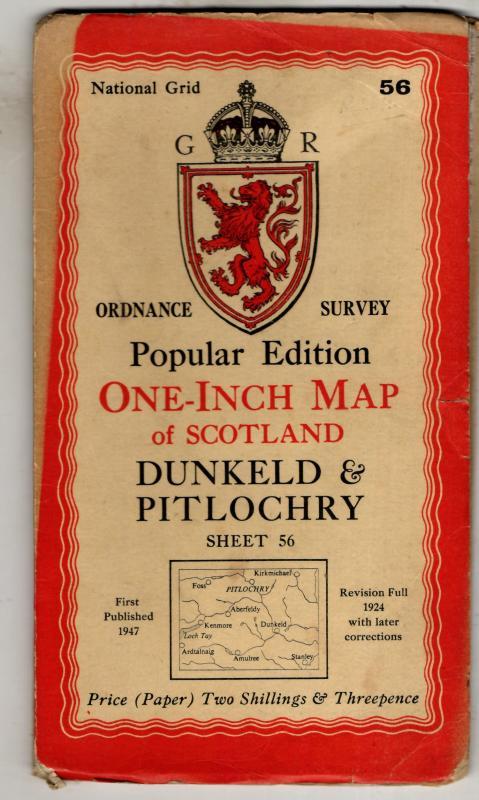 National Grid 56
G R
ORDNANCE SURVEY
Popular Edition
ONE-INCH MAP
of SCOTLAND
DUNKELD &
PITLOCHRY
SHEET 56
First
Published
1947
Kirkmichael
Foss PITLOCHRY
Aberfeldy
Kenmore Dunkeld
Loch Tay
Ardtalnaig
Amulree Stanley
Revision Full
1924
with later
corrections
Price (Paper) Two Shillings & Threepence